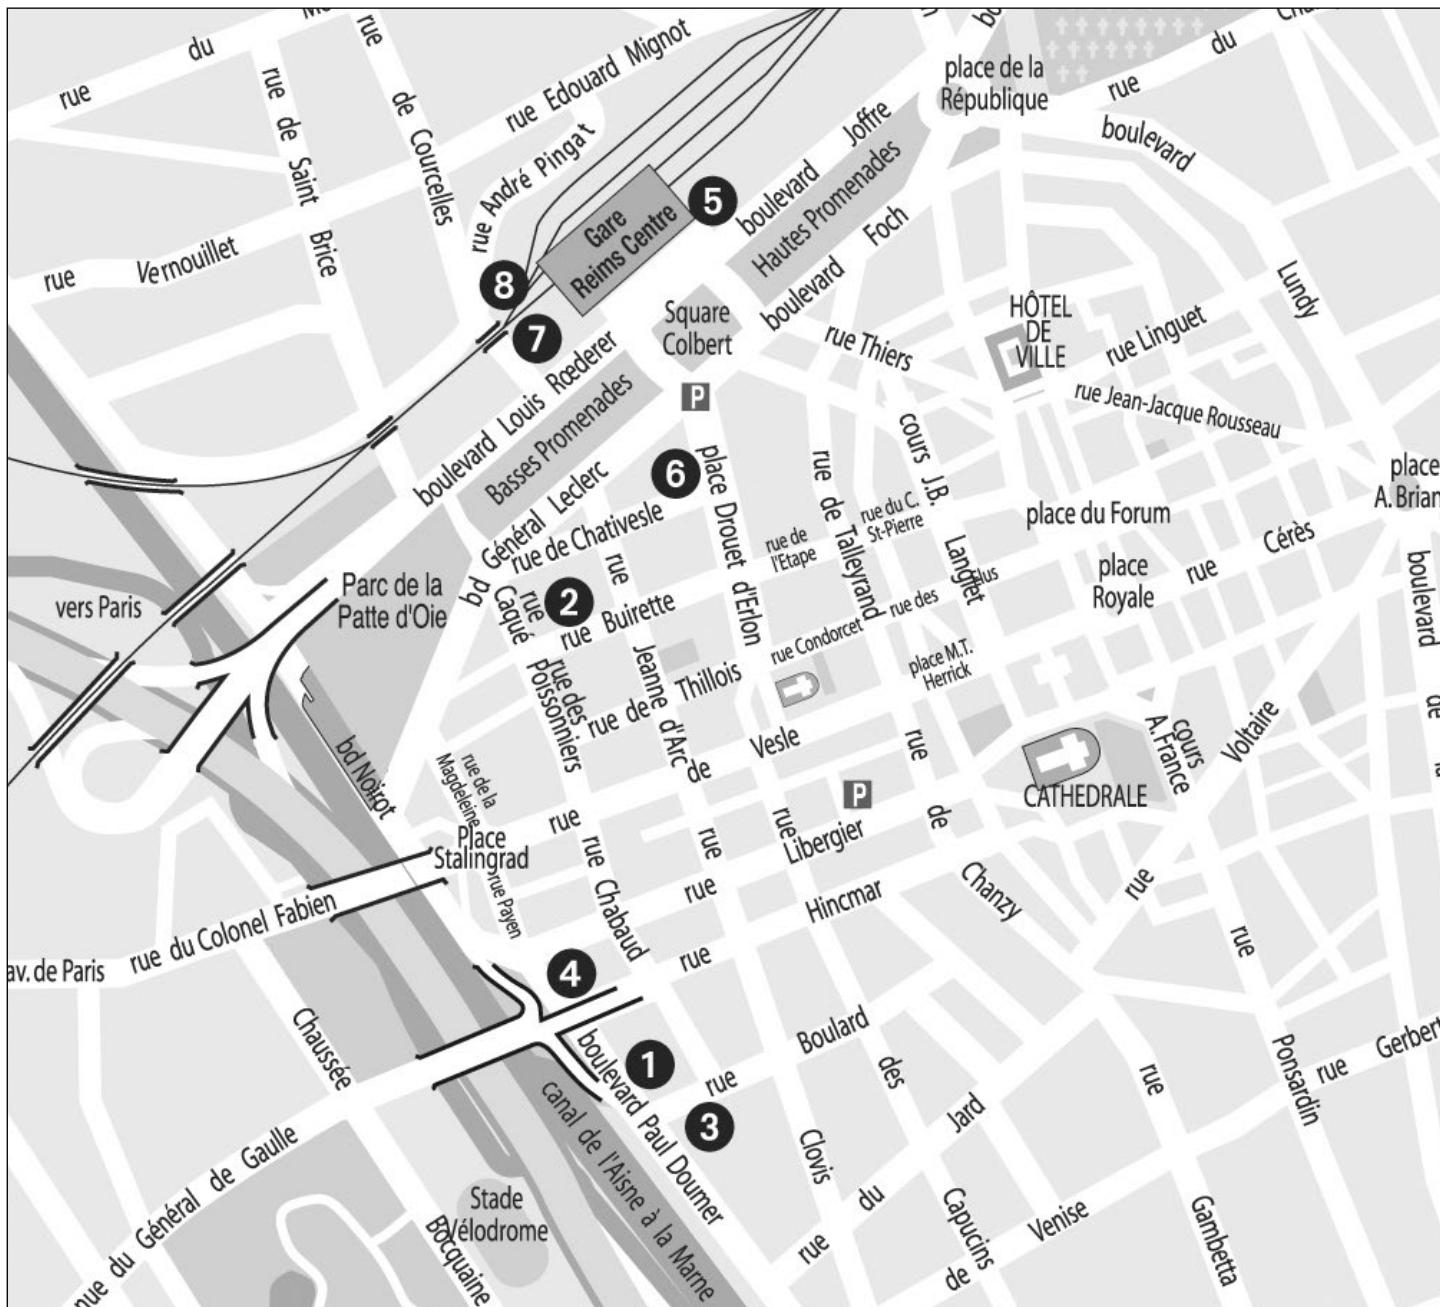 rue
du
rue
de
Courcelles
rue
de
Saint
Brice
rue
Edouard Mignot
rue André Pingat
rue
Vernouillet
place de la
République
rue
du
boulevard
Lundy
boulevard
Joffre
Hautes Promenades
boulevard
Foch
5
Gare
Reims Centre
8
7
Square
Colbert
P
HÔTEL
DE
VILLE
rue Thiers
rue Linguet
rue Jean-Jacque Rousseau
boulevard Louis Rœderer
Basses Promenades
bd Général Leclerc
6
place Drouet d'Erlon
rue de Talleyrand
cours J.B. Langlet
rue du C.
St-Pierre
rue de
l'Etape
place du Forum
place
Royale
rue
Cérès
place
A. Brian
boulevard
de
la
rue de Chativesle
2
rue
Caqué
rue Buirette
rue
Jeanne d'Arc
rue des
Poissonniers
rue de Thillois
rue Condorcet
rue des
Elus
place M.T.
Herrick
vers Paris
Parc de la
Patte d'Oie
bd Noirot
rue de la
Magdeleine
rue
de
Vesle
P
CATHEDRALE
cours
A. France
rue
Voltaire
Place
Stalingrad
rue Payen
rue
Chabaud
rue
Libergier
rue
Hincmar
rue
de
Chanzy
rue du Colonel Fabien
av. de Paris
4
Chaussée
Bocquaine
1
boulevard Paul Doumer
3
rue
Boulard
rue
Clovis
rue
des
Capucins
rue
du
Jard
rue
Gambetta
rue
Ponsardin
rue
Gerbert
de
Venise
canal de l'Aisne à la Marne
Stade
Vélodrome
nue du Général de Gaulle